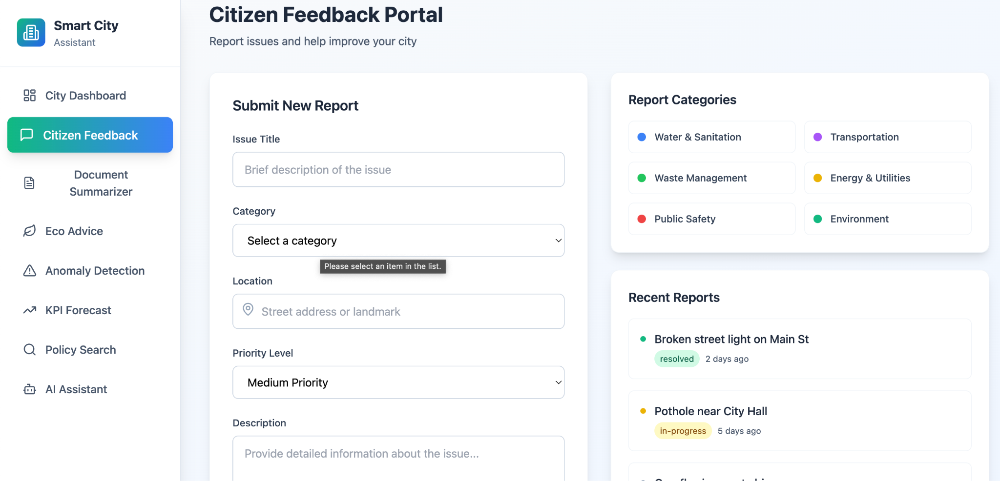 Smart City
Assistant
City Dashboard
Citizen Feedback
Document
Summarizer
Eco Advice
Anomaly Detection
KPI Forecast
Policy Search
AI Assistant
Citizen Feedback Portal
Report issues and help improve your city
Submit New Report
Issue Title
Brief description of the issue
Category
Select a category
Please select an item in the list.
Location
Street address or landmark
Priority Level
Medium Priority
Description
Provide detailed information about the issue...
Report Categories
Water & Sanitation
Transportation
Waste Management
Energy & Utilities
Public Safety
Environment
Recent Reports
Broken street light on Main St
resolved
2 days ago
Pothole near City Hall
in-progress
5 days ago